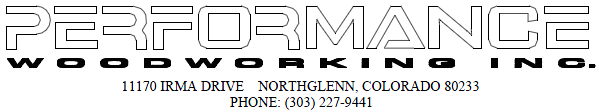 PERFORMANCE
WOODWORKING INC.
11170 IRMA DRIVE    NORTHGLENN, COLORADO 80233
PHONE: (303) 227-9441